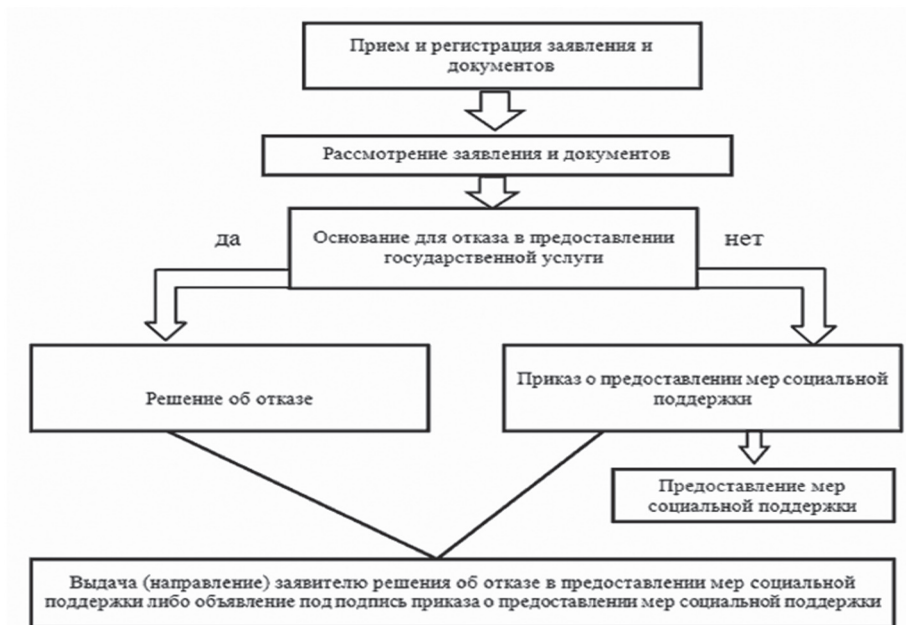 Прием и регистрация заявления и
документов
Рассмотрение заявления и документов
да
Основание для отказа в предоставлении
государственной услуги
нет
Решение об отказе
Приказ о предоставлении мер социальной
поддержки
Предоставление мер
социальной поддержки
Выдача (направление) заявителю решения об отказе в предоставлении мер социальной
поддержки либо объявление под подпись приказа о предоставлении мер социальной поддержки